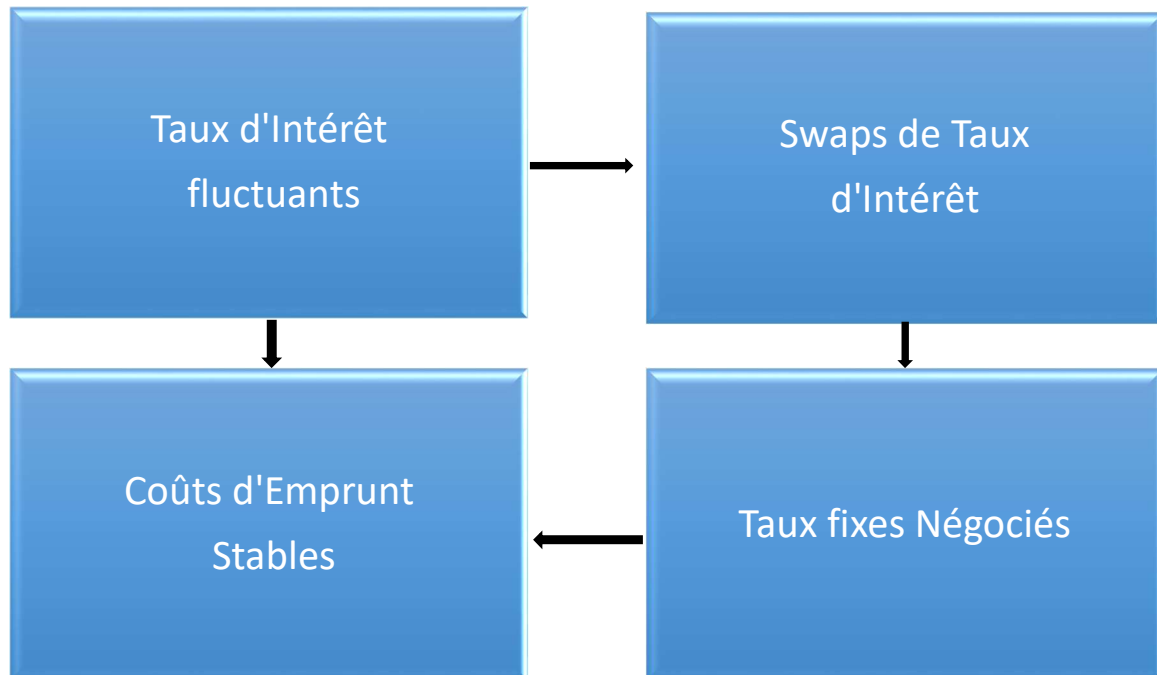 Taux d'Intérêt
fluctuants
Swaps de Taux
d'Intérêt
Coûts d'Emprunt
Stables
Taux fixes Négociés